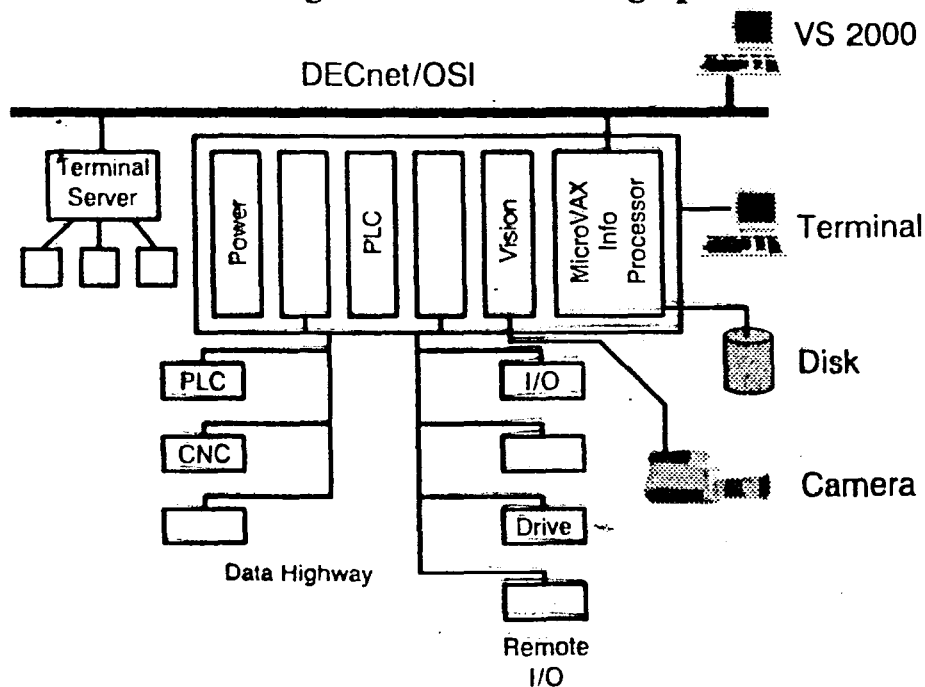 VS 2000
DECnet/OSI
Terminal
Server
Power
PLC
Vision
MicroVAX
Info
Processor
Terminal
Disk
PLC
I/O
CNC
Camera
Drive
Data Highway
Remote
I/O